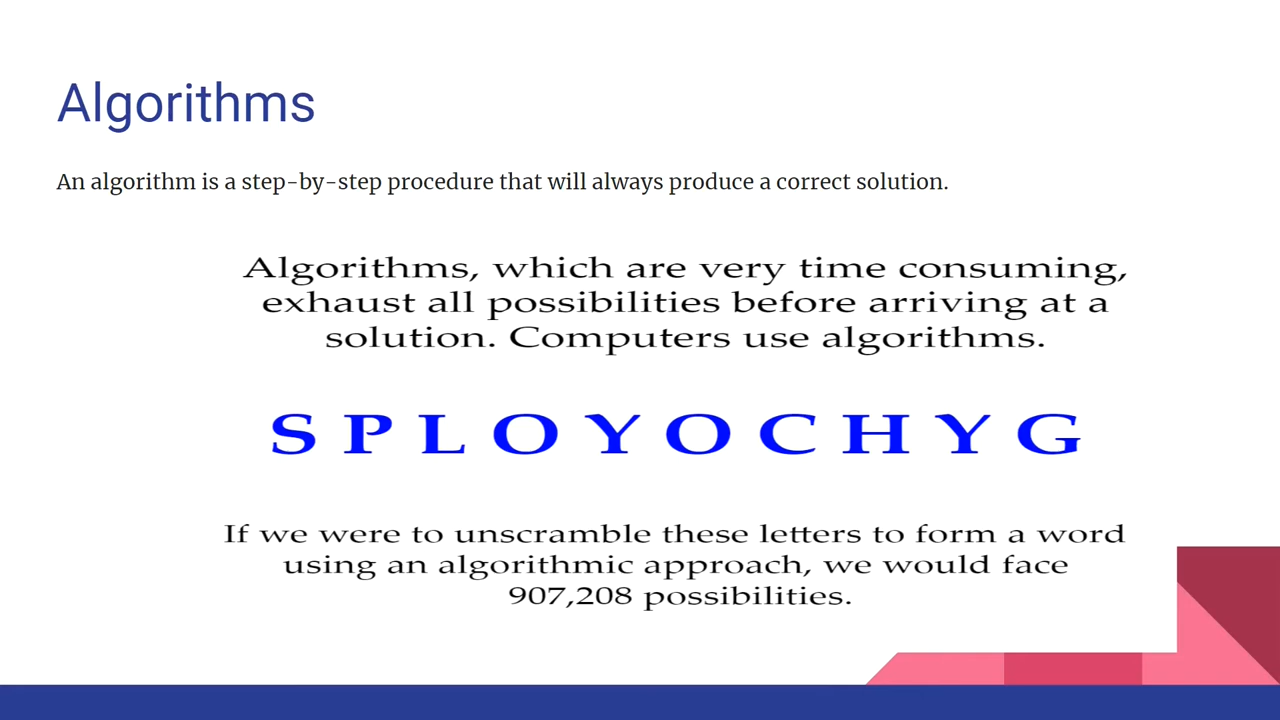 Algorithms
An algorithm is a step-by-step procedure that will always produce a correct solution.
Algorithms, which are very time consuming,
exhaust all possibilities before arriving at a
solution. Computers use algorithms.
S P L O Y O C H Y G
If we were to unscramble these letters to form a word
using an algorithmic approach, we would face
907,208 possibilities.